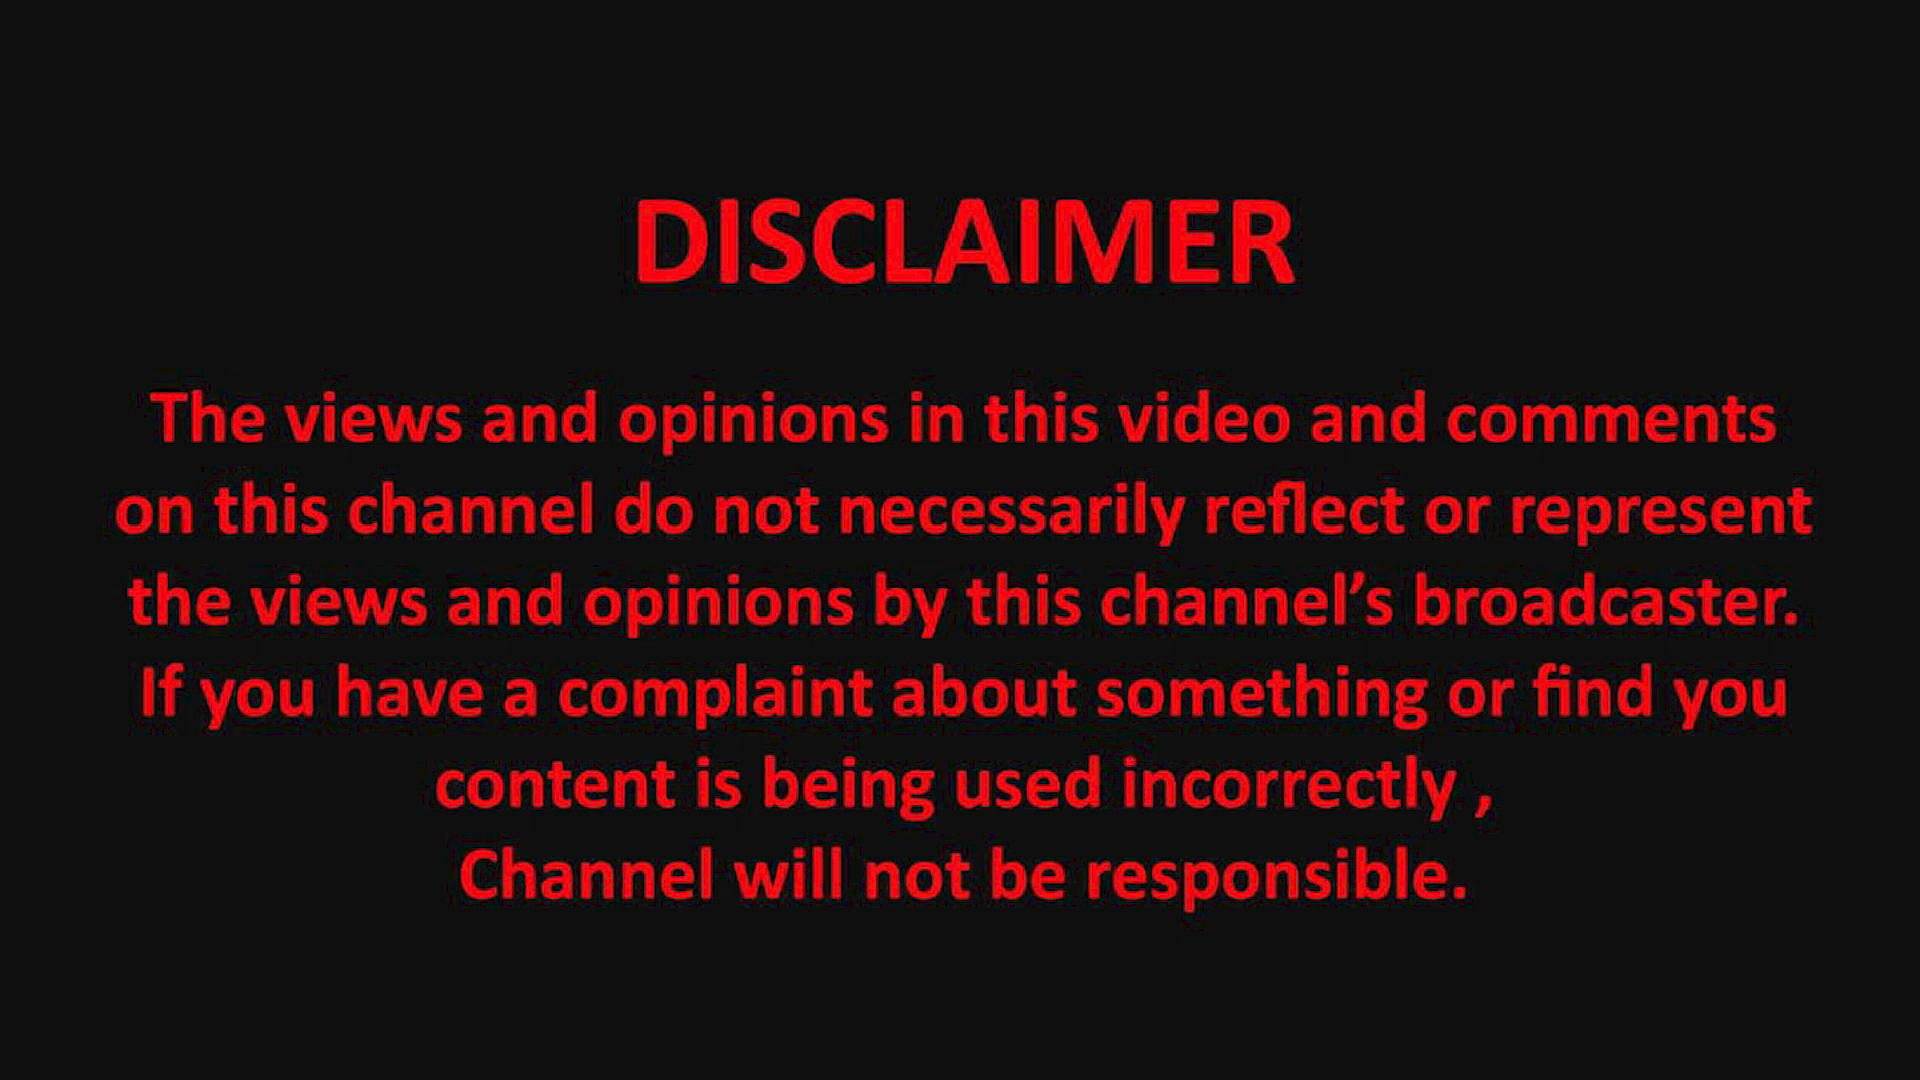 DISCLAIMER
The views and opinions in this video and comments
on this channel do not necessarily reflect or represent
the views and opinions by this channel’s broadcaster.
If you have a complaint about something or find you
content is being used incorrectly ,
Channel will not be responsible.